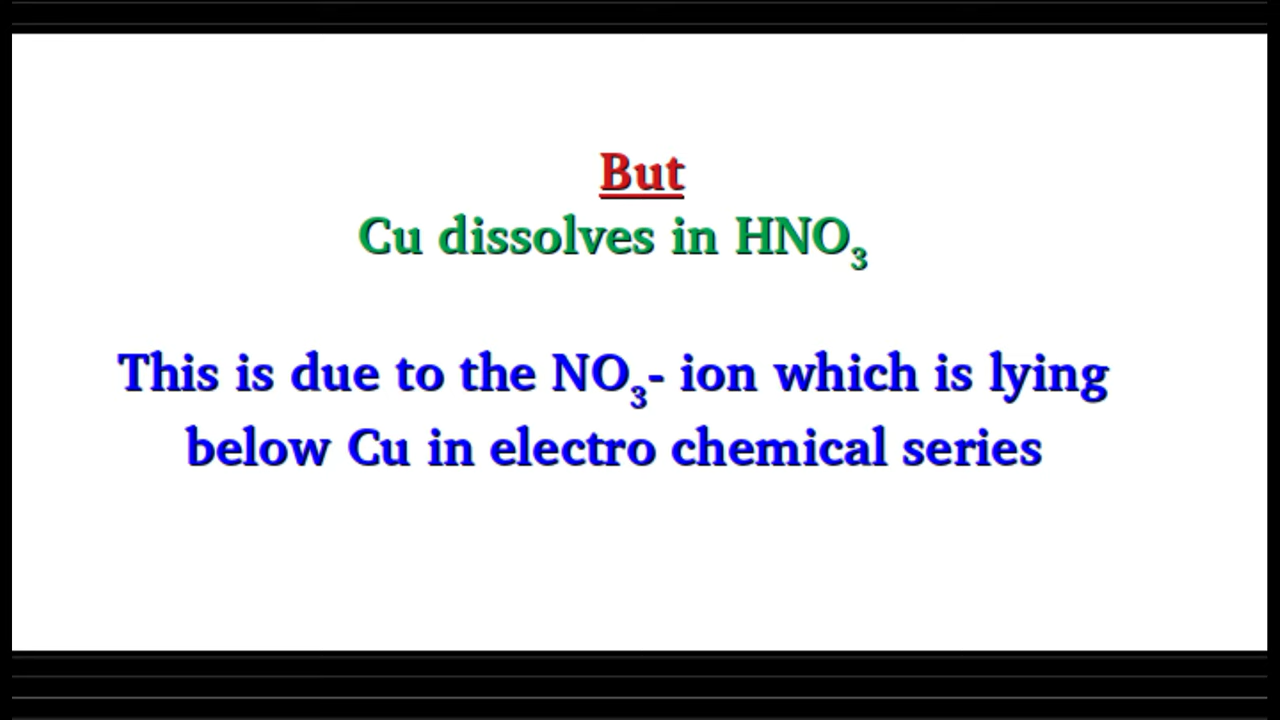 But
Cu dissolves in HNO₃
This is due to the NO₃- ion which is lying
below Cu in electro chemical series